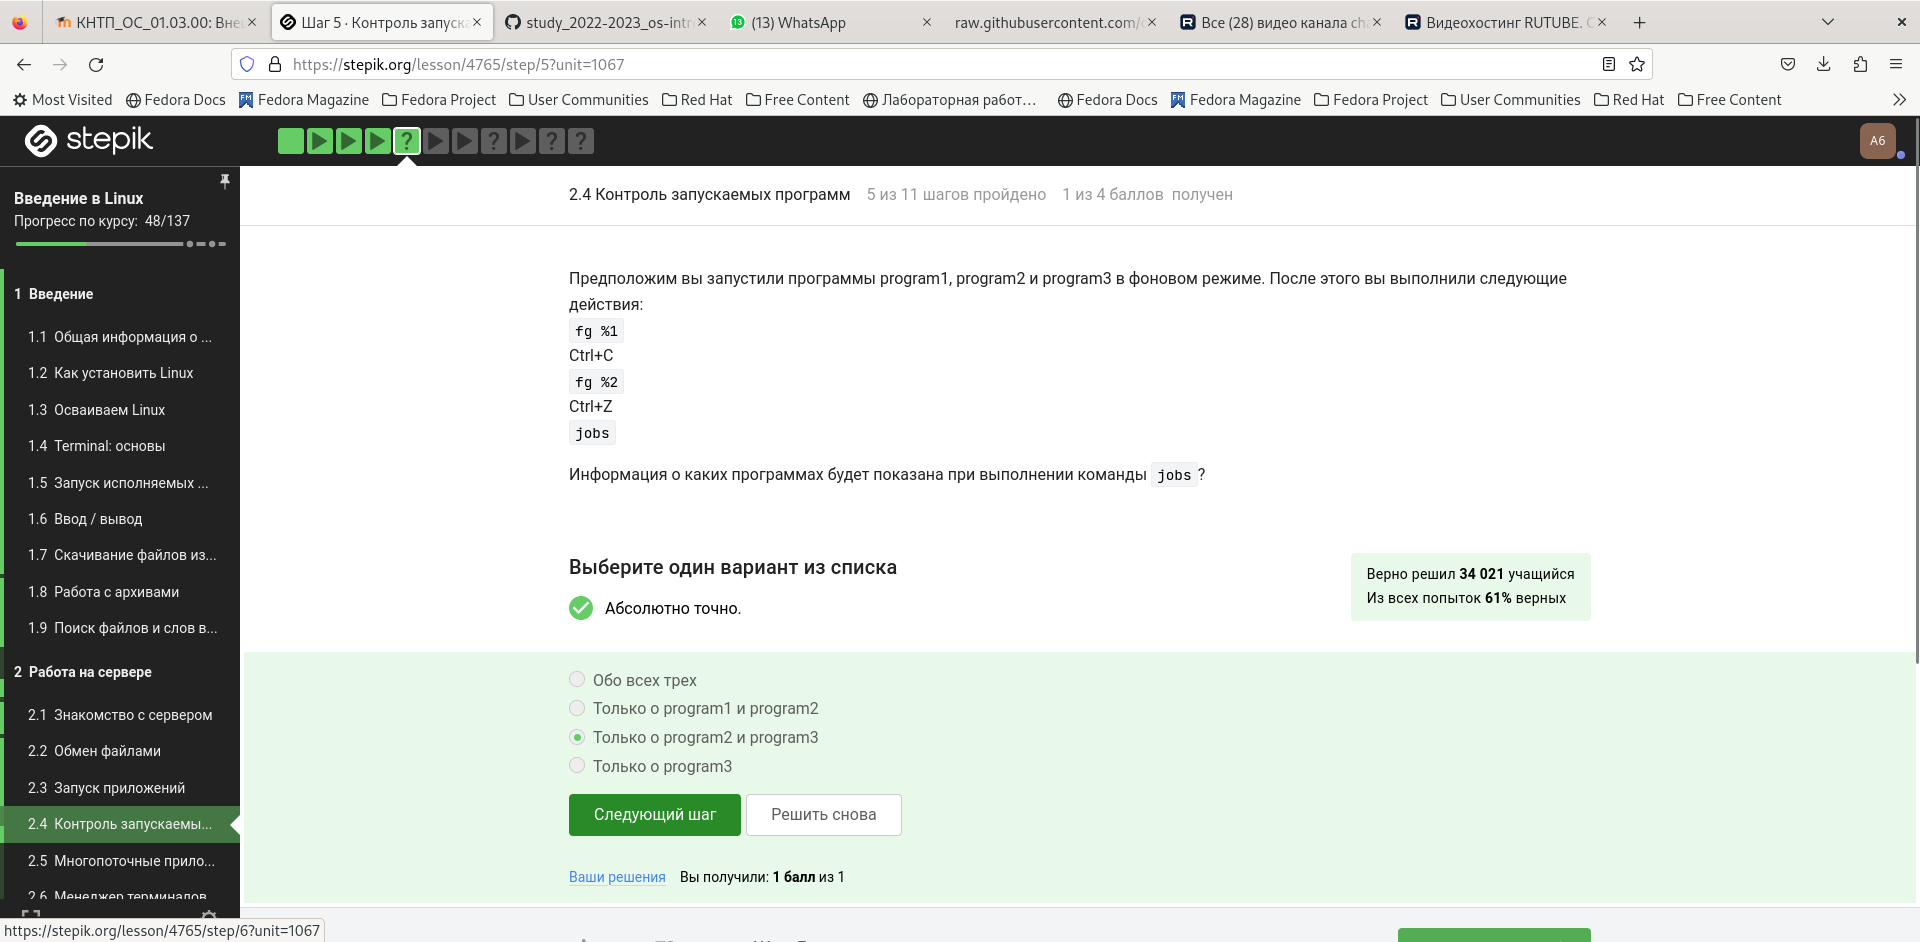 КНТП_ОС_01.03.00: Вне
Шаг 5 · Контроль запуска
study_2022-2023_os-intr
(13) WhatsApp
raw.githubusercontent.com/
Все (28) видео канала
Видеохостинг RUTUBE.
https://stepik.org/lesson/4765/step/5?unit=1067
Most Visited
Fedora Docs
Fedora Magazine
Fedora Project
User Communities
Red Hat
Free Content
Лабораторная работ…
Fedora Docs
Fedora Magazine
Fedora Project
User Communities
Red Hat
Free Content
stepik
A6
Введение в Linux
Прогресс по курсу: 48/137
1 Введение
1.1 Общая информация о ...
1.2 Как установить Linux
1.3 Осваиваем Linux
1.4 Terminal: основы
1.5 Запуск исполняемых ...
1.6 Ввод / вывод
1.7 Скачивание файлов из...
1.8 Работа с архивами
1.9 Поиск файлов и слов в...
2 Работа на сервере
2.1 Знакомство с сервером
2.2 Обмен файлами
2.3 Запуск приложений
2.4 Контроль запускаемы...
2.5 Многопоточные прило...
2.6 Менеджер терминалов
2.4 Контроль запускаемых программ 5 из 11 шагов пройдено 1 из 4 баллов получен
Предположим вы запустили программы program1, program2 и program3 в фоновом режиме. После этого вы выполнили следующие
действия:
fg %1
Ctrl+C
fg %2
Ctrl+Z
jobs
Информация о каких программах будет показана при выполнении команды jobs ?
Выберите один вариант из списка
Абсолютно точно.
Верно решил 34 021 учащийся
Из всех попыток 61% верных
Обо всех трех
Только о program1 и program2
Только о program2 и program3
Только о program3
Следующий шаг
Решить снова
Ваши решения Вы получили: 1 балл из 1
https://stepik.org/lesson/4765/step/6?unit=1067